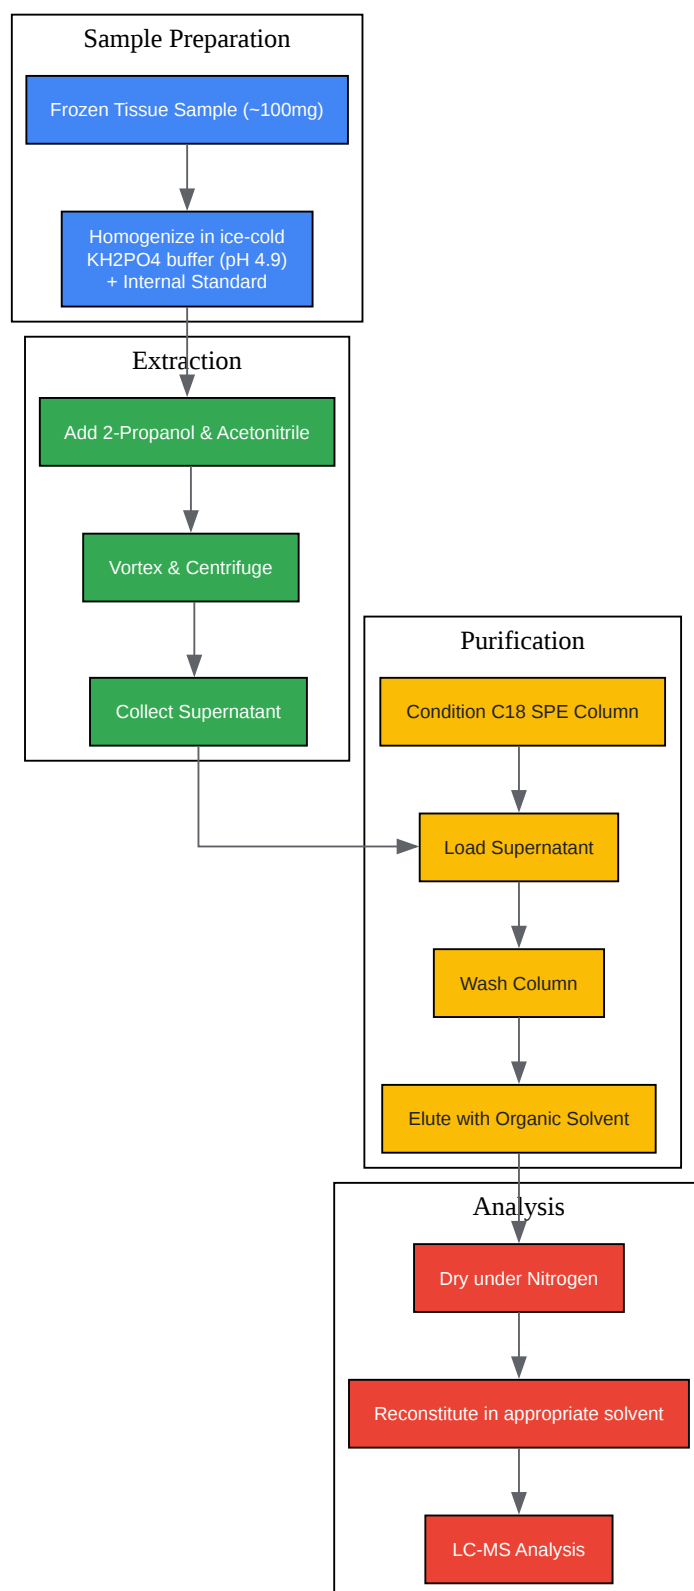 Sample Preparation
Frozen Tissue Sample (~100mg)
Homogenize in ice-cold
KH2PO4 buffer (pH 4.9)
+ Internal Standard
Extraction
Add 2-Propanol & Acetonitrile
Vortex & Centrifuge
Collect Supernatant
Purification
Condition C18 SPE Column
Load Supernatant
Wash Column
Elute with Organic Solvent
Analysis
Dry under Nitrogen
Reconstitute in appropriate solvent
LC-MS Analysis